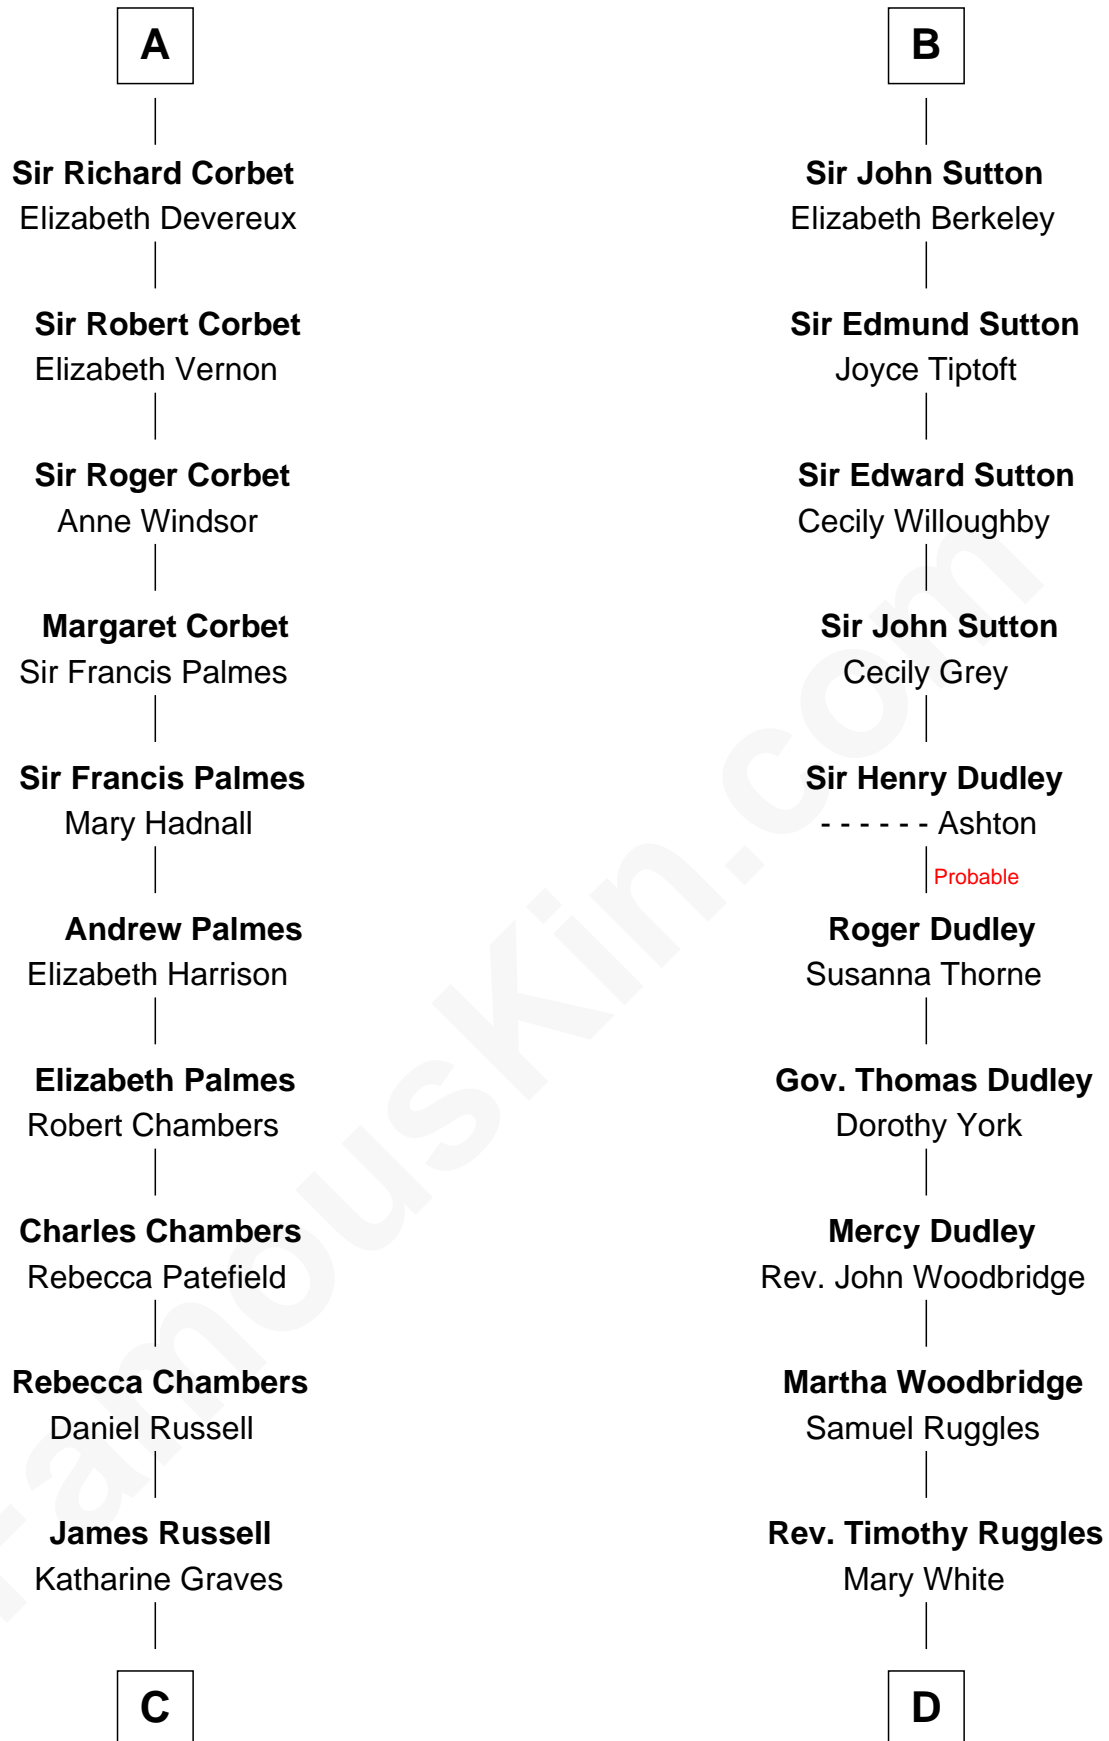 A
Sir Richard Corbet
Elizabeth Devereux
Sir Robert Corbet
Elizabeth Vernon
Sir Roger Corbet
Anne Windsor
Margaret Corbet
Sir Francis Palmes
Sir Francis Palmes
Mary Hadnall
Andrew Palmes
Elizabeth Harrison
Elizabeth Palmes
Robert Chambers
Charles Chambers
Rebecca Patefield
Rebecca Chambers
Daniel Russell
James Russell
Katharine Graves
C
B
Sir John Sutton
Elizabeth Berkeley
Sir Edmund Sutton
Joyce Tiptoft
Sir Edward Sutton
Cecily Willoughby
Sir John Sutton
Cecily Grey
Sir Henry Dudley
- - - - - - Ashton
Probable
Roger Dudley
Susanna Thorne
Gov. Thomas Dudley
Dorothy York
Mercy Dudley
Rev. John Woodbridge
Martha Woodbridge
Samuel Ruggles
Rev. Timothy Ruggles
Mary White
D
FamousKin.com